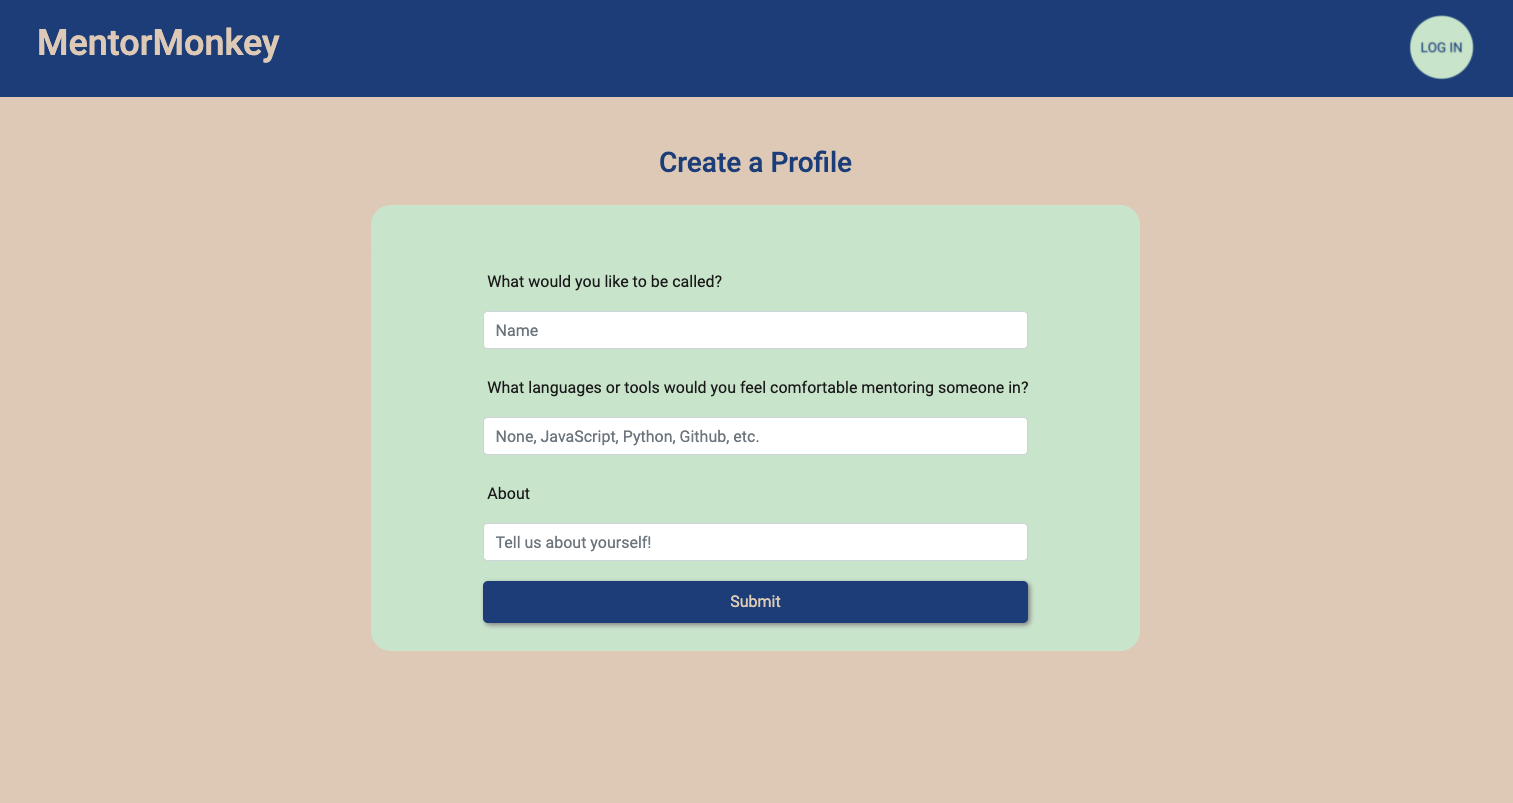 MentorMonkey
LOG IN
Create a Profile
What would you like to be called?
Name
What languages or tools would you feel comfortable mentoring someone in?
None, JavaScript, Python, Github, etc.
About
Tell us about yourself!
Submit